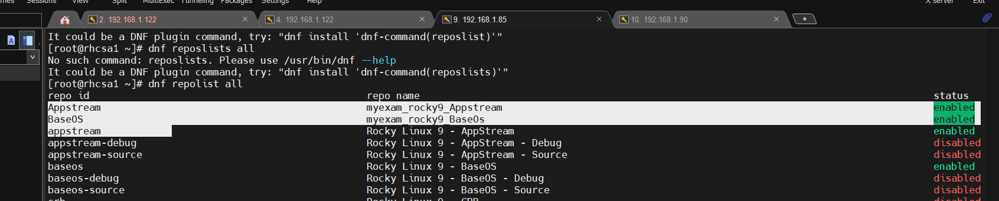 Sessions View Split MultiExec Tunneling Packages Settings Help X server Exit
2. 192.168.1.122 4. 192.168.1.122 9. 192.168.1.85 10. 192.168.1.90
It could be a DNF plugin command, try: "dnf install 'dnf-command(reposlist)'"
[root@rhcsa1 ~]# dnf reposlists all
No such command: reposlists. Please use /usr/bin/dnf --help
It could be a DNF plugin command, try: "dnf install 'dnf-command(reposlists)'"
[root@rhcsa1 ~]# dnf repolist all
repo id repo name status
Appstream myexam_rocky9_Appstream enabled
BaseOS myexam_rocky9_BaseOs enabled
appstream Rocky Linux 9 - AppStream enabled
appstream-debug Rocky Linux 9 - AppStream - Debug disabled
appstream-source Rocky Linux 9 - AppStream - Source disabled
baseos Rocky Linux 9 - BaseOS enabled
baseos-debug Rocky Linux 9 - BaseOS - Debug disabled
baseos-source Rocky Linux 9 - BaseOS - Source disabled
crb Rocky Linux 9 - CRB